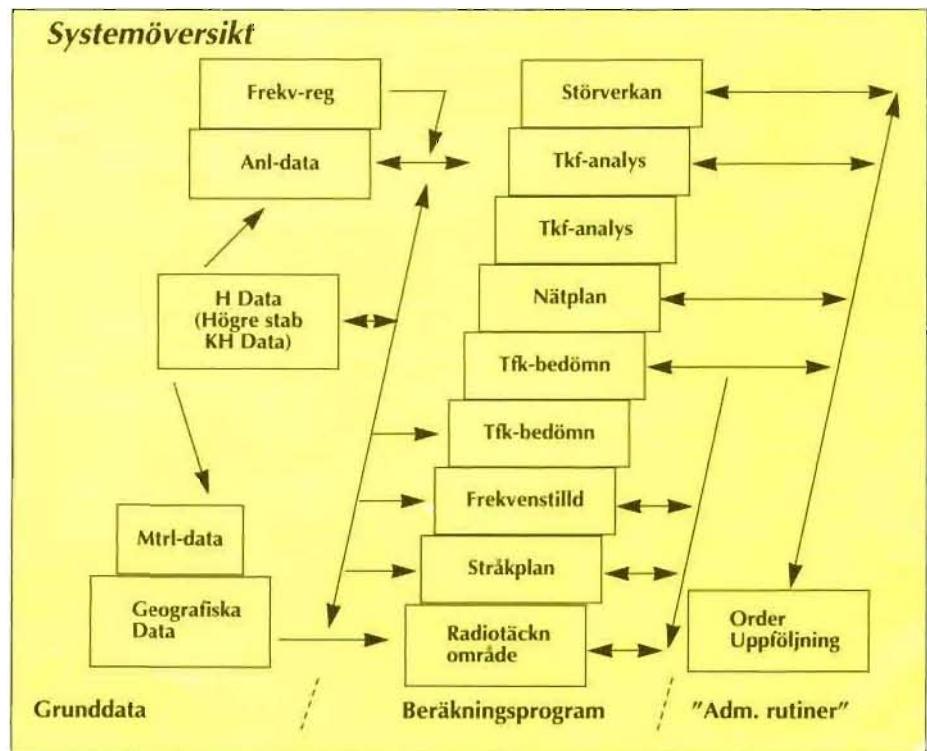 Systemöversikt
Frekv-reg
Anl-data
H Data
(Högre stab
KH Data)
Mtrl-data
Geografiska
Data
Störverkan
Tkf-analys
Tkf-analys
Nätplan
Tfk-bedömn
Tfk-bedömn
Frekvenstilld
Stråkplan
Radiotäckn
område
Order
Uppföljning
Grunddata
Beräkningsprogram
"Adm. rutiner"